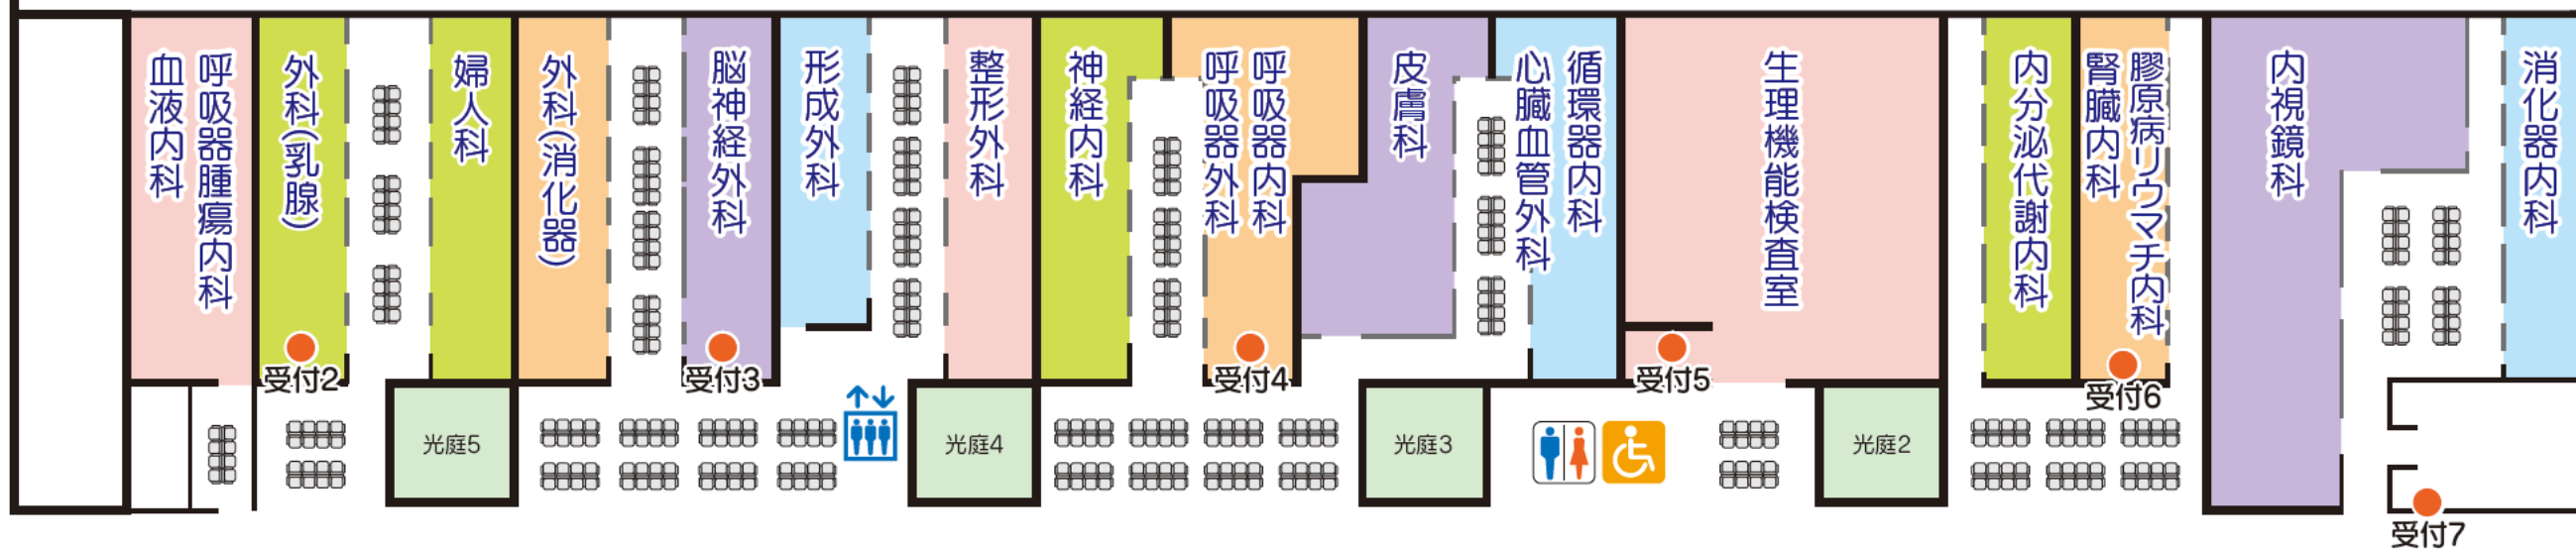 呼吸器腫瘍内科
血液内科
外科(乳腺)
婦人科
外科(消化器)
脳神経外科
形成外科
整形外科
神経内科
呼吸器内科
呼吸器外科
皮膚科
循環器内科
心臓血管外科
生理機能検査室
内分泌代謝内科
膠原病リウマチ内科
腎臓内科
内視鏡科
消化器内科
受付2
受付3
受付4
受付5
受付6
光庭5
光庭4
光庭3
光庭2
受付7